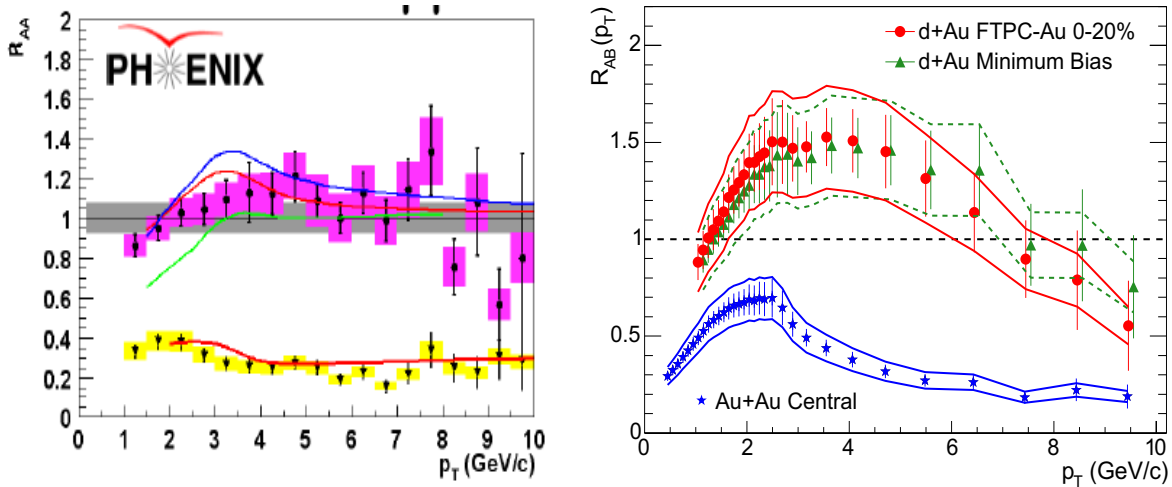 R_AA
2
1.8
1.6
1.4
1.2
1
0.8
0.6
0.4
0.2
0
PHENIX
0 1 2 3 4 5 6 7 8 9 10
p_T (GeV/c)
R_AB(p_T)
2
1.5
1
0.5
0
d+Au FTPC-Au 0-20%
d+Au Minimum Bias
Au+Au Central
0 2 4 6 8 10
p_T (GeV/c)